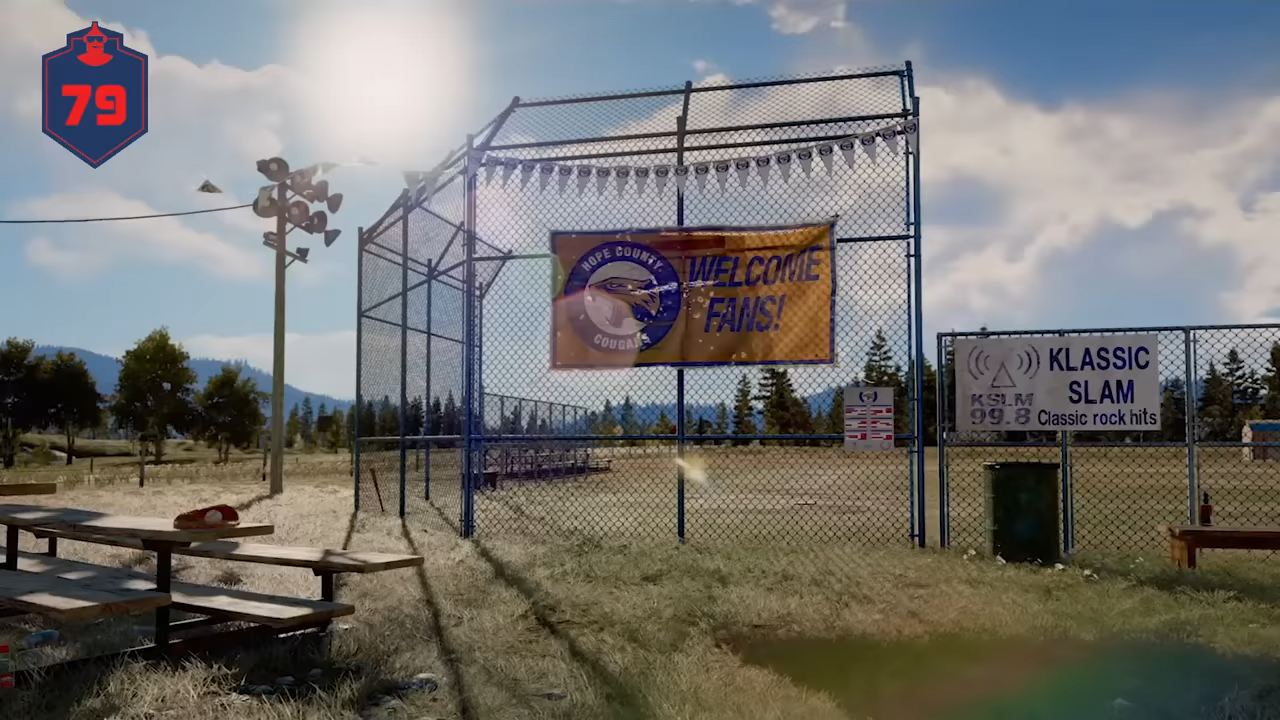 79
HOPE COUNTY
COUGARS
WELCOME
FANS!
KLASSIC
SLAM
KSLM
99.8
Classic rock hits